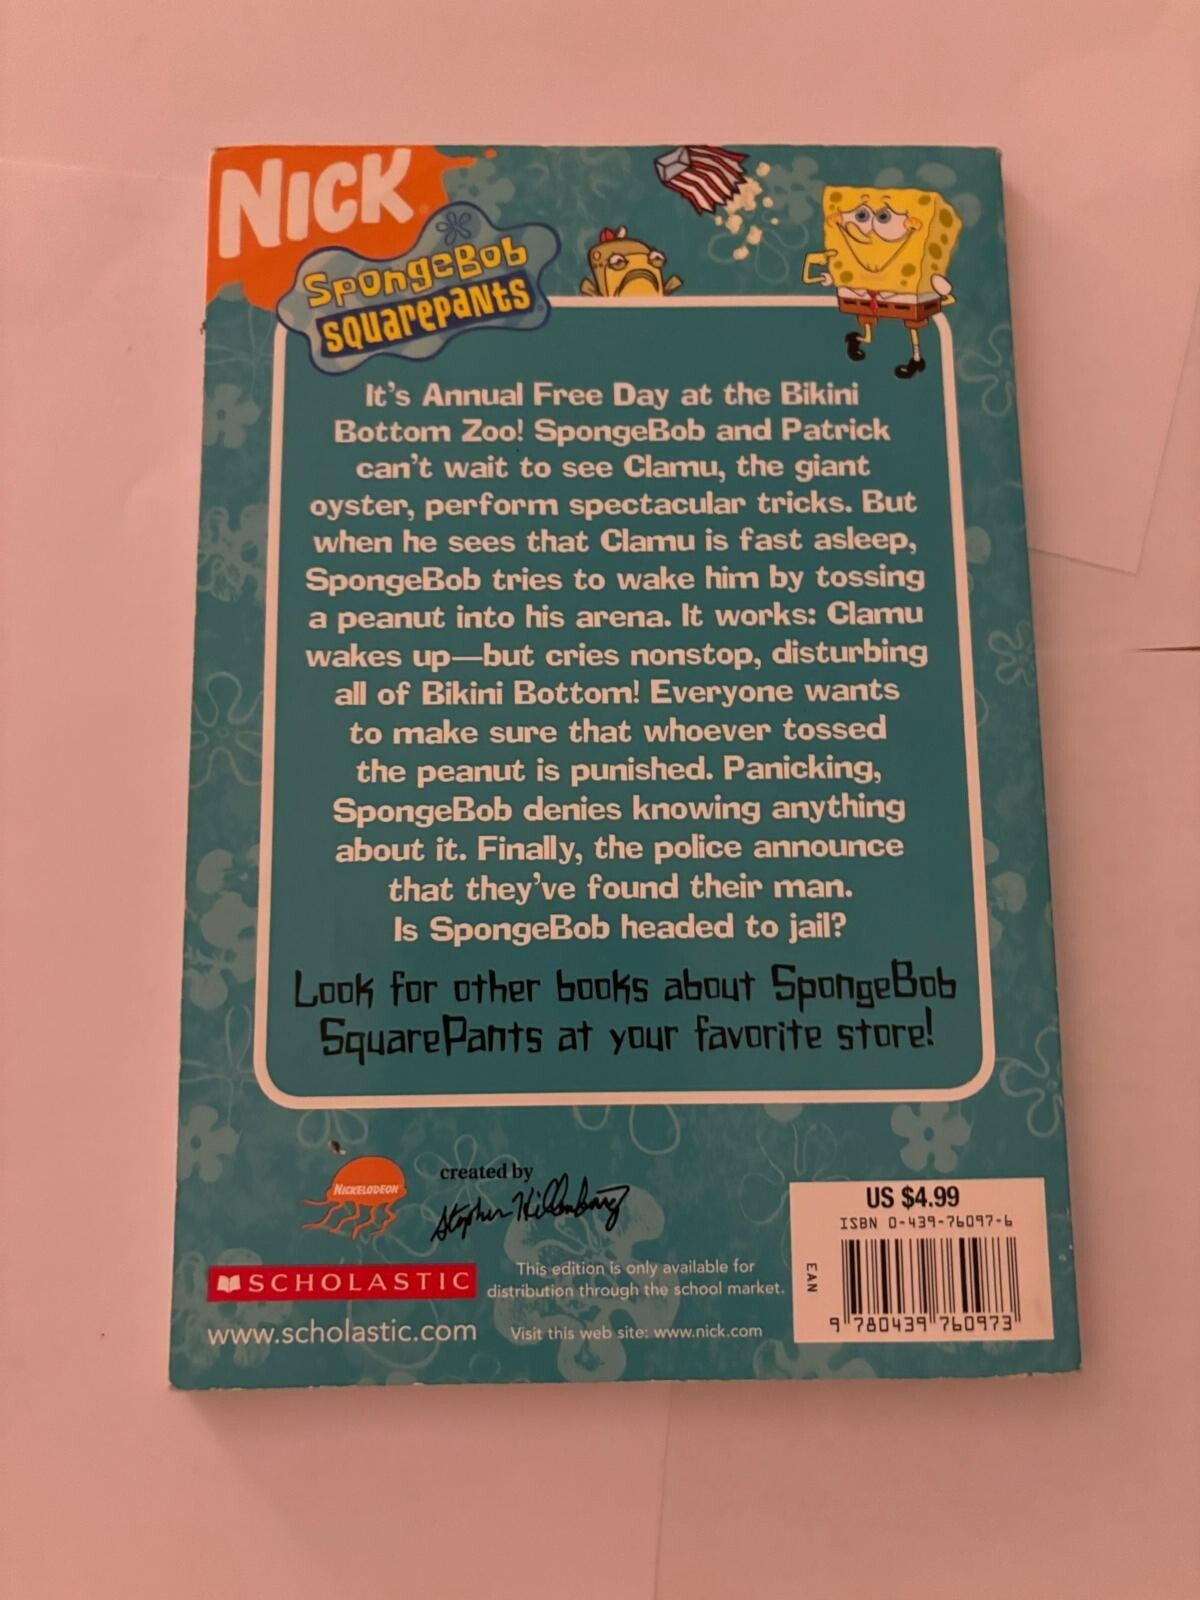 NICK
SpongeBob
squarepants
It's Annual Free Day at the Bikini
Bottom Zoo! SpongeBob and Patrick
can't wait to see Clamu, the giant
oyster, perform spectacular tricks. But
when he sees that Clamu is fast asleep,
SpongeBob tries to wake him by tossing
a peanut into his arena. It works: Clamu
wakes up—but cries nonstop, disturbing
all of Bikini Bottom! Everyone wants
to make sure that whoever tossed
the peanut is punished. Panicking,
SpongeBob denies knowing anything
about it. Finally, the police announce
that they've found their man.
Is SpongeBob headed to jail?
Look for other books about SpongeBob
SquarePants at your favorite store!
NICKELODEON
created by
Stephen Hillenburg
SCHOLASTIC
www.scholastic.com
This edition is only available for
distribution through the school market.
Visit this web site: www.nick.com
US $4.99
ISBN 0-439-76097-6
EAN
9 780439 760973